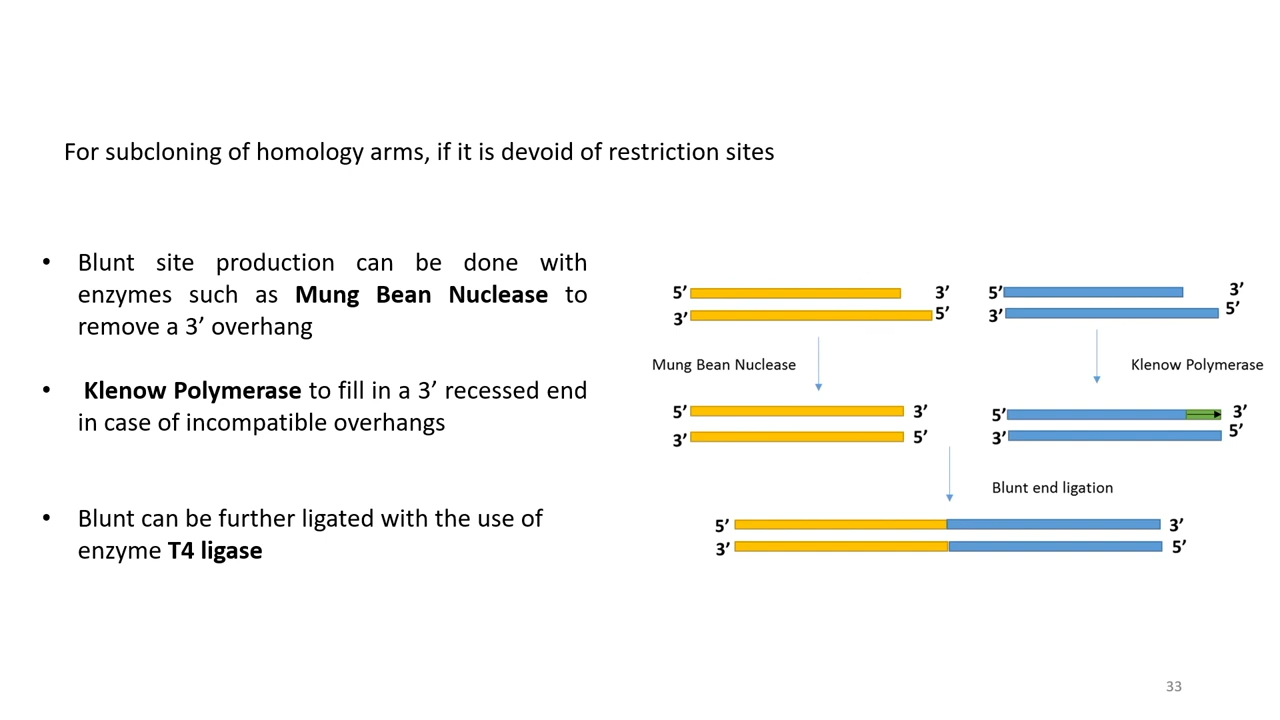 For subcloning of homology arms, if it is devoid of restriction sites
• Blunt site production can be done with
enzymes such as Mung Bean Nuclease to
remove a 3’ overhang
• Klenow Polymerase to fill in a 3’ recessed end
in case of incompatible overhangs
• Blunt can be further ligated with the use of
enzyme T4 ligase
5’ 3’
3’ 5’
5’ 3’
3’ 5’
Mung Bean Nuclease
Klenow Polymerase
5’ 3’
3’ 5’
5’ 3’
3’ 5’
Blunt end ligation
5’ 3’
3’ 5’
33